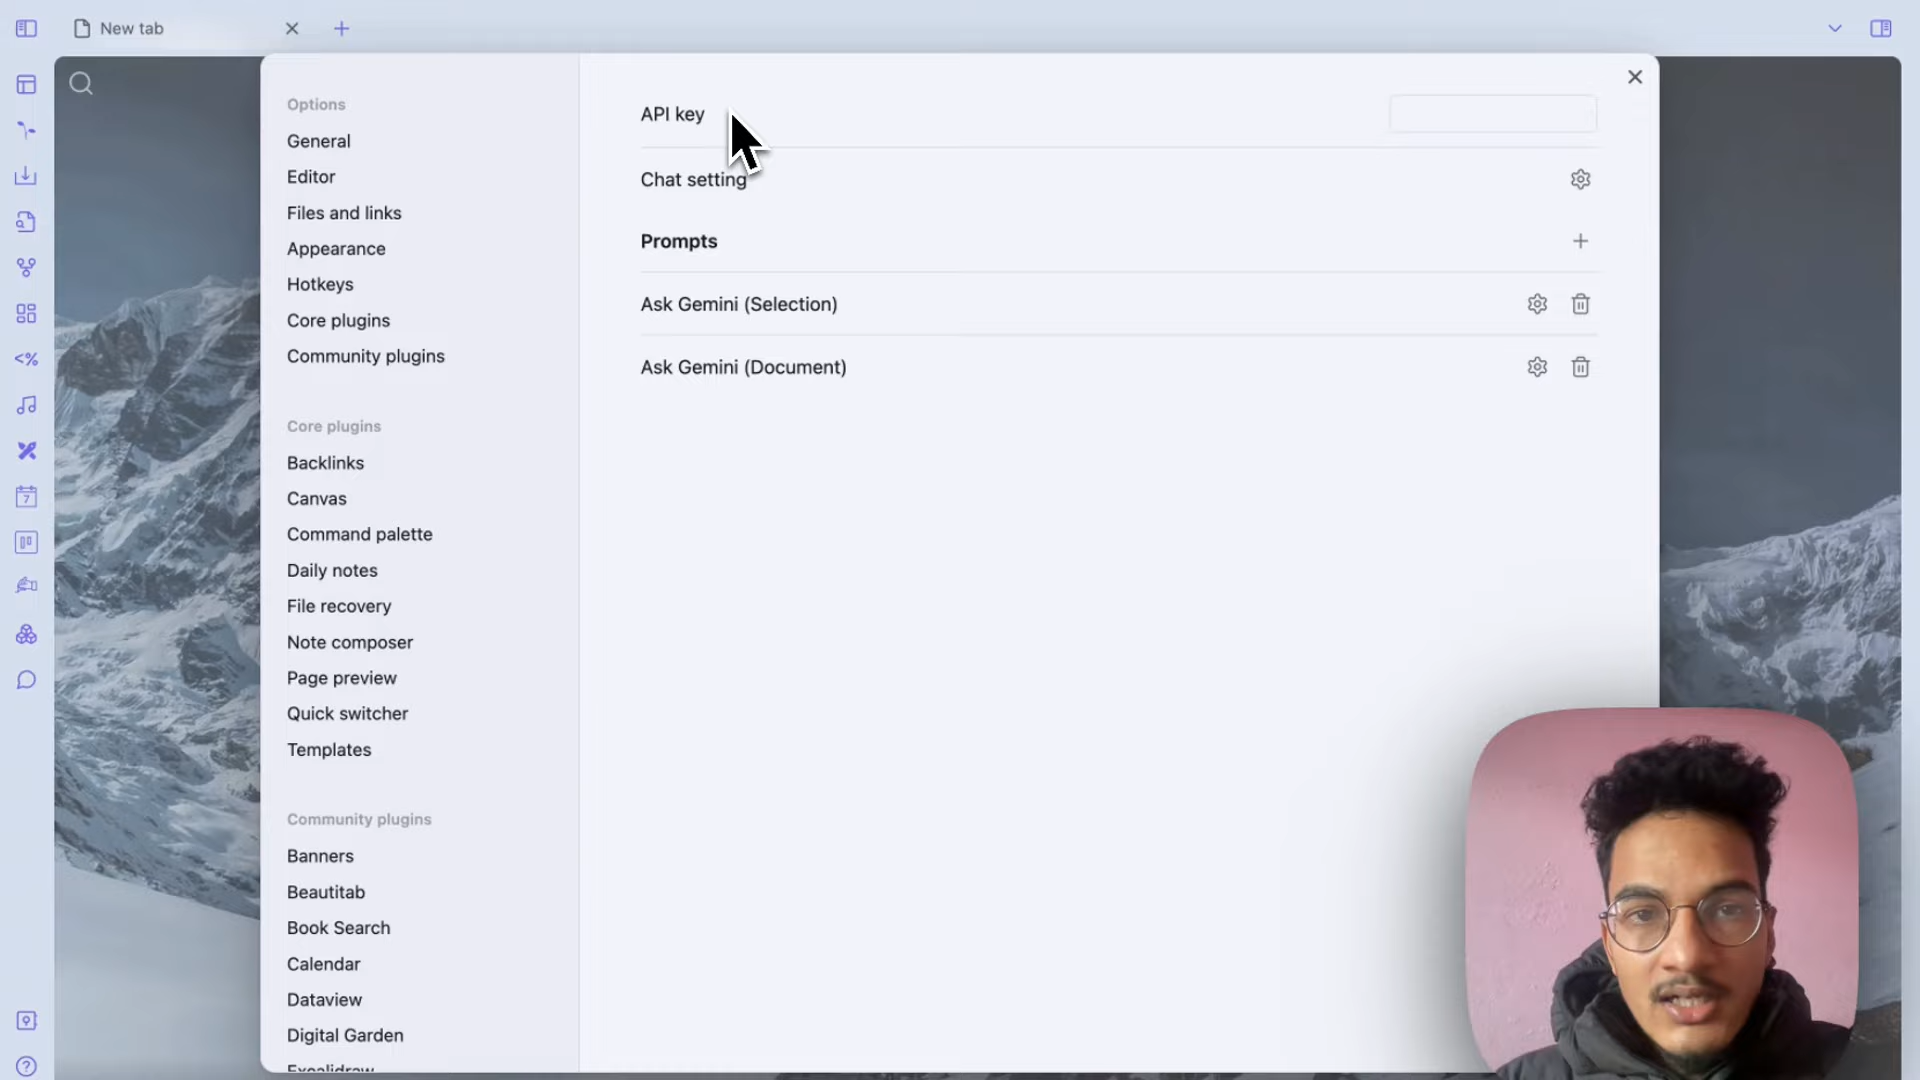 New tab
Options
General
Editor
Files and links
Appearance
Hotkeys
Core plugins
Community plugins
Core plugins
Backlinks
Canvas
Command palette
Daily notes
File recovery
Note composer
Page preview
Quick switcher
Templates
Community plugins
Banners
Beautitab
Book Search
Calendar
Dataview
Digital Garden
Excalidraw
API key
Chat setting
Prompts
Ask Gemini (Selection)
Ask Gemini (Document)
<%
7